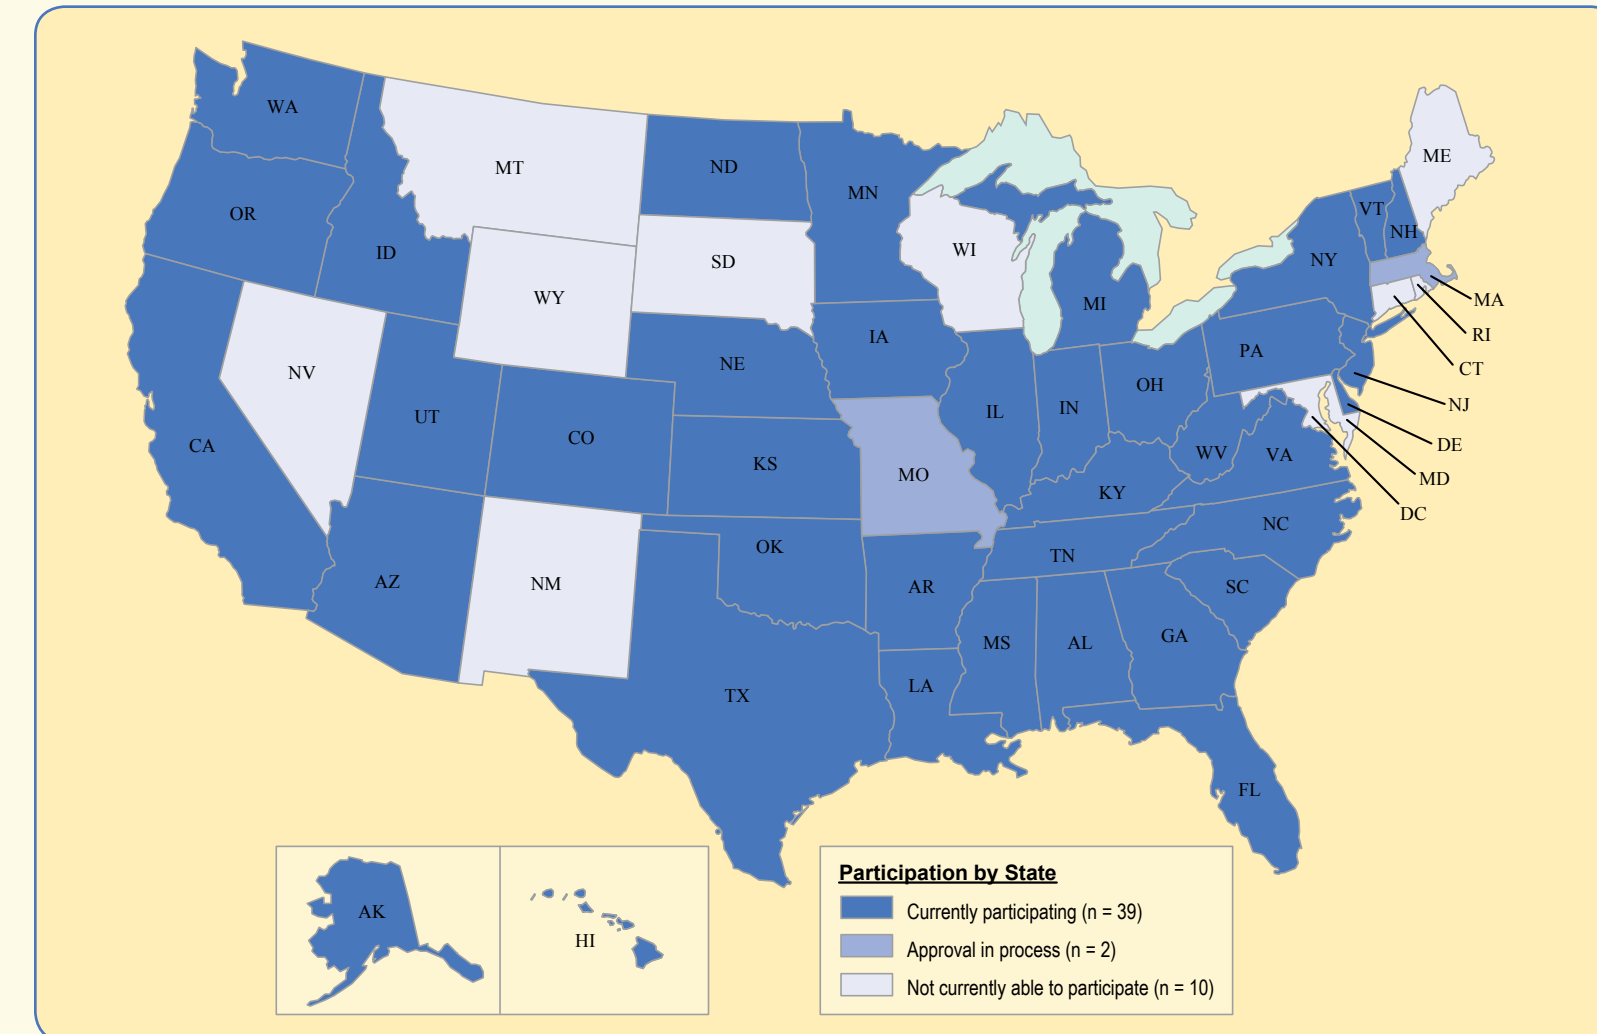 WA
MT
ND
MN
ME
OR
ID
SD
WI
VT
NH
NY
WY
MI
MA
RI
CT
NV
NE
IA
PA
OH
NJ
UT
CO
IL
IN
DE
CA
KS
MO
WV
VA
MD
KY
DC
AZ
NM
OK
AR
TN
NC
SC
TX
LA
MS
AL
GA
FL
AK
HI
Participation by State
Currently participating (n = 39)
Approval in process (n = 2)
Not currently able to participate (n = 10)